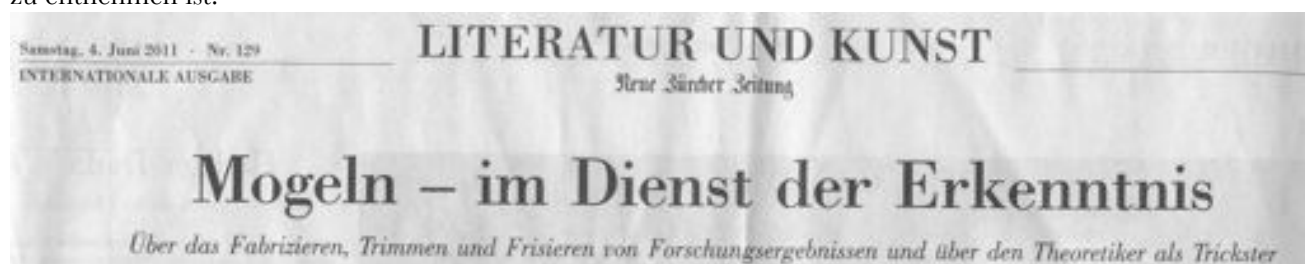 zu entnehmen ist.
Samstag, 4. Juni 2011 · Nr. 129
INTERNATIONALE AUSGABE
LITERATUR UND KUNST
Neue Zürcher Zeitung
Mogeln – im Dienst der Erkenntnis
Über das Fabrizieren, Trimmen und Frisieren von Forschungsergebnissen und über den Theoretiker als Trickster